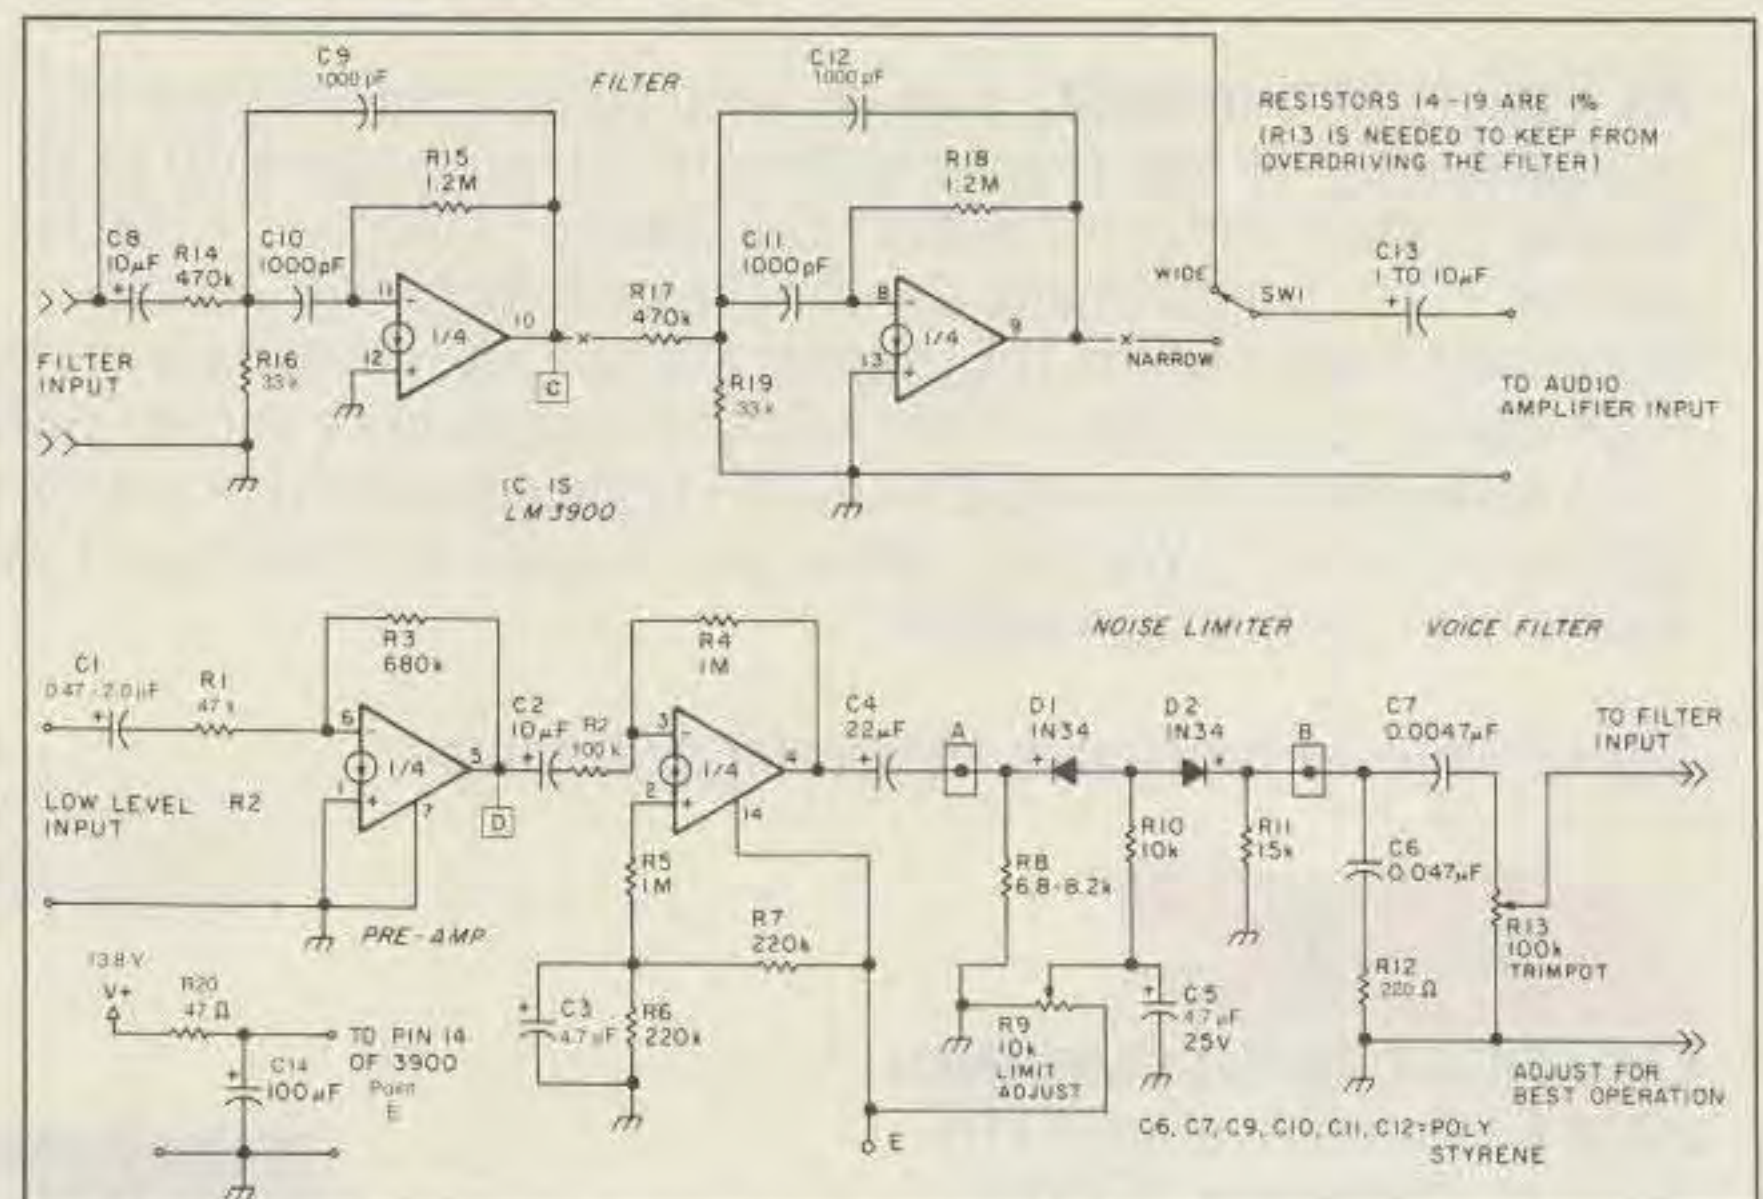 C9
1000 pF
FILTER
C12
1000 pF
RESISTORS 14-19 ARE 1%
(R13 IS NEEDED TO KEEP FROM
OVERDRIVING THE FILTER)
R15
1.2M
R18
1.2M
C8
10µF
R14
470k
C10
1000pF
11
-
12
+
1/4
10
C
R16
33k
FILTER
INPUT
R17
470k
C11
1000pF
8
-
13
+
1/4
9
R19
33k
WIDE
SW1
NARROW
C13
1 TO 10µF
+
TO AUDIO
AMPLIFIER INPUT
IC IS
LM3900
C1
0.47-2.0µF
+
R1
47k
R3
680k
6
-
1
+
1/4
5
7
D
LOW LEVEL R2
INPUT
PRE-AMP
C2
10µF
+
R2
100k
R4
1M
3
-
2
+
1/4
4
14
C4
22µF
+
A
NOISE LIMITER
VOICE FILTER
D1
1N34
+
D2
1N34
+
B
C7
0.0047µF
TO FILTER
INPUT
R5
1M
R8
6.8-8.2k
R10
10k
R11
15k
C6
0.047µF
R13
100k
TRIMPOT
R7
220k
R12
220 Ω
C3
4.7µF
+
R6
220k
R9
10k
LIMIT
ADJUST
C5
4.7µF
25V
+
ADJUST FOR
BEST OPERATION
13.8 V
V+
R20
47 Ω
TO PIN 14
OF 3900
Point
E
+
C14
100µF
E
C6, C7, C9, C10, C11, C12=POLY
STYRENE